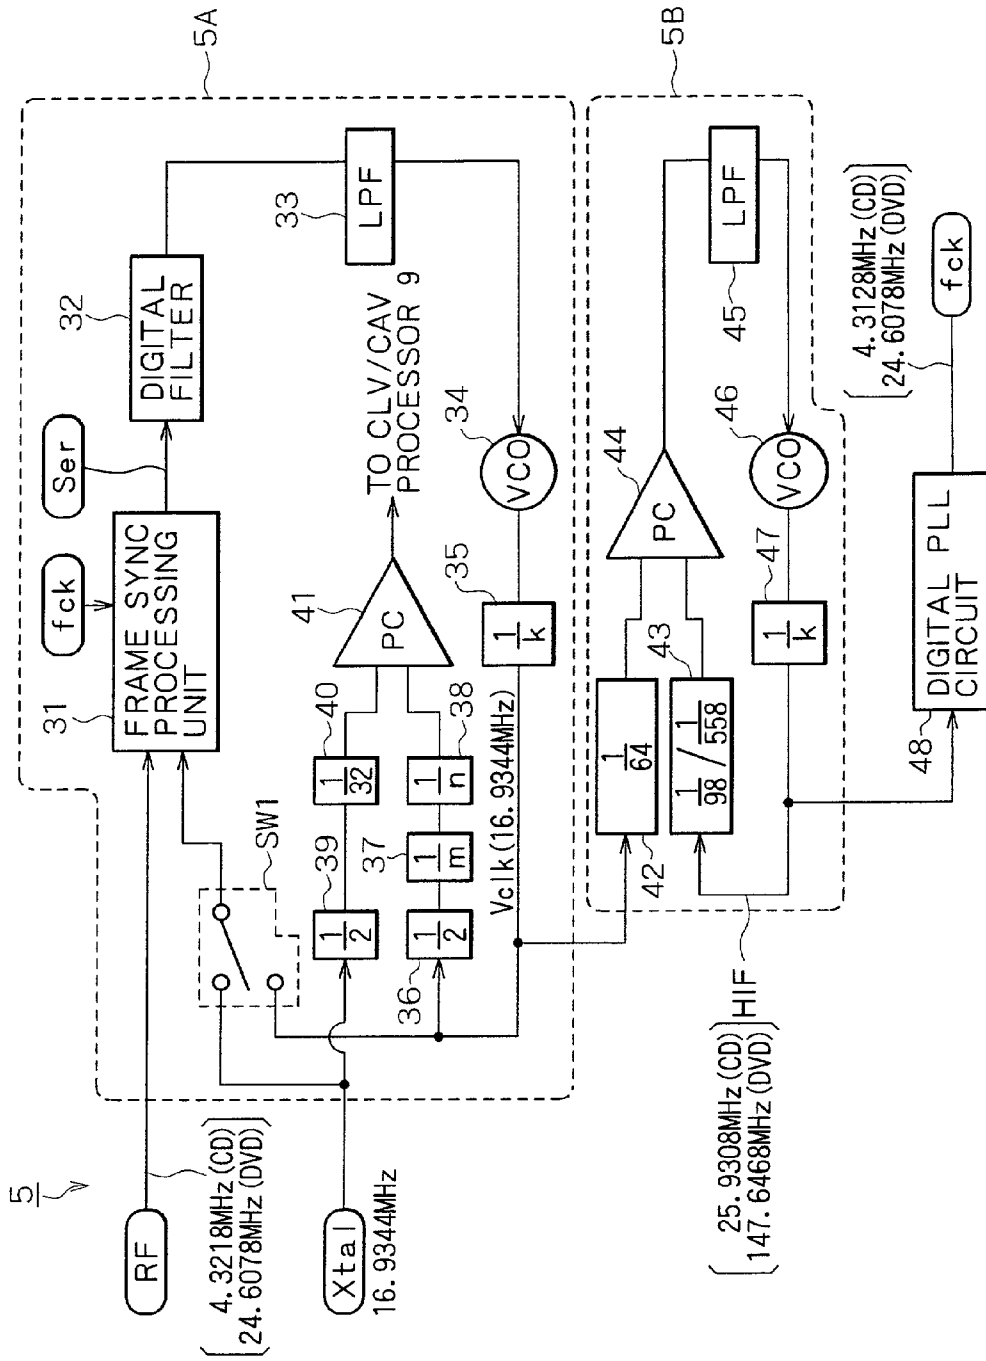 5
RF
4.3218MHz(CD)
24.6078MHz(DVD)
Xtal
16.9344MHz
5A
fck
Ser
31
FRAME SYNC
PROCESSING
UNIT
32
DIGITAL
FILTER
33
LPF
SW1
TO CLV/CAV
PROCESSOR 9
39
1/2
40
1/32
41
PC
36
1/2
37
1/m
38
1/n
34
VCO
35
1/k
Vclk(16.9344MHz)
5B
42
1/64
43
1/98 / 1/558
44
PC
45
LPF
46
VCO
47
1/k
HIF
25.9308MHz(CD)
147.6468MHz(DVD)
48
DIGITAL PLL
CIRCUIT
4.3128MHz(CD)
24.6078MHz(DVD)
fck